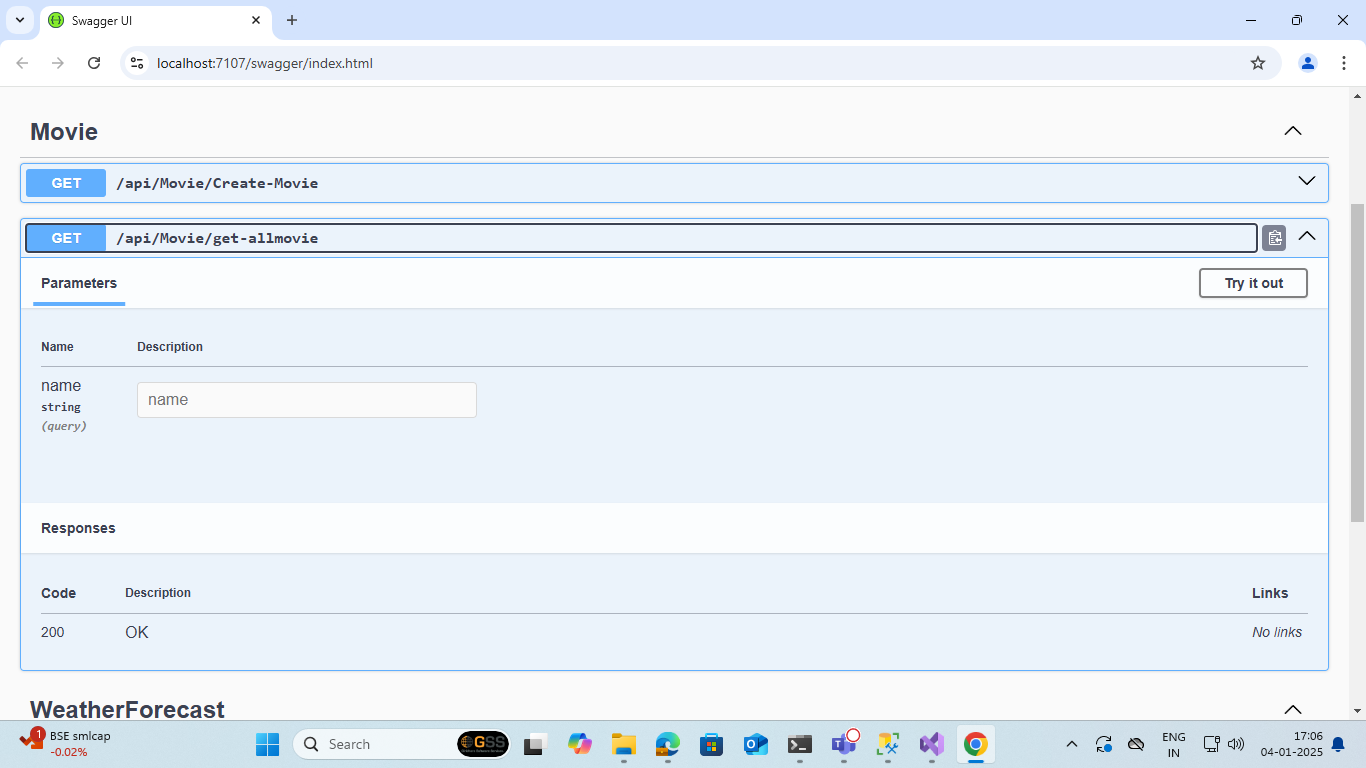 Swagger UI
localhost:7107/swagger/index.html
Movie
GET /api/Movie/Create-Movie
GET /api/Movie/get-allmovie
Parameters Try it out
Name Description
name name
string
(query)
Responses
Code Description Links
200 OK No links
WeatherForecast
1 BSE smlcap
-0.02%
Search GSS
ENG
IN
17:06
04-01-2025